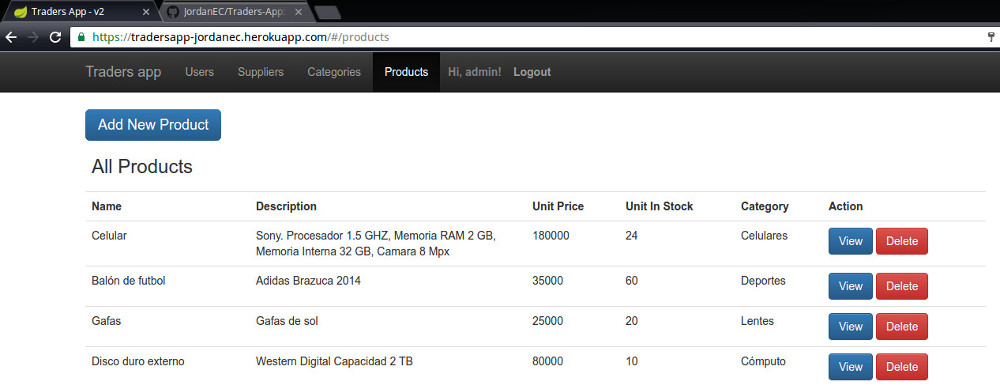 Traders App - v2
JordanEC/Traders-App
https://tradersapp-jordanec.herokuapp.com/#/products
Traders app Users Suppliers Categories Products Hi, admin! Logout
Add New Product
All Products
Name Description Unit Price Unit In Stock Category Action
Celular Sony. Procesador 1.5 GHZ, Memoria RAM 2 GB, 180000 24 Celulares View Delete
Memoria Interna 32 GB, Camara 8 Mpx
Balón de futbol Adidas Brazuca 2014 35000 60 Deportes View Delete
Gafas Gafas de sol 25000 20 Lentes View Delete
Disco duro externo Western Digital Capacidad 2 TB 80000 10 Cómputo View Delete